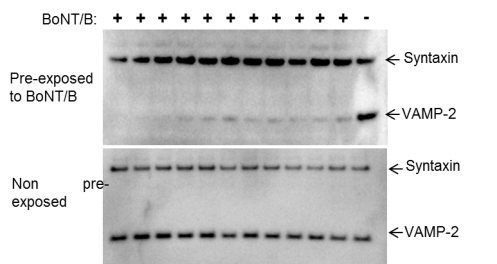 BoNT/B: + + + + + + + + + + + -
Syntaxin
Pre-exposed
to BoNT/B
VAMP-2
Syntaxin
Non pre-
exposed
VAMP-2